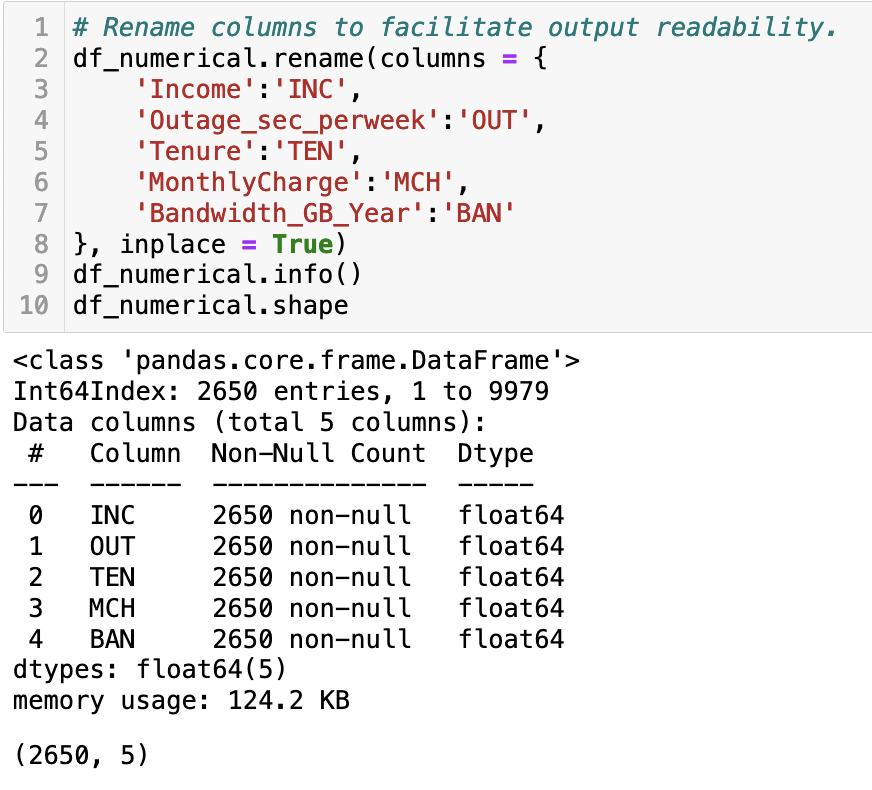 1 # Rename columns to facilitate output readability.
2 df_numerical.rename(columns = {
3     'Income':'INC',
4     'Outage_sec_perweek':'OUT',
5     'Tenure':'TEN',
6     'MonthlyCharge':'MCH',
7     'Bandwidth_GB_Year':'BAN'
8 }, inplace = True)
9 df_numerical.info()
10 df_numerical.shape
<class 'pandas.core.frame.DataFrame'>
Int64Index: 2650 entries, 1 to 9979
Data columns (total 5 columns):
 #   Column  Non-Null Count  Dtype
---  ------  --------------  -----
 0   INC     2650 non-null   float64
 1   OUT     2650 non-null   float64
 2   TEN     2650 non-null   float64
 3   MCH     2650 non-null   float64
 4   BAN     2650 non-null   float64
dtypes: float64(5)
memory usage: 124.2 KB
(2650, 5)